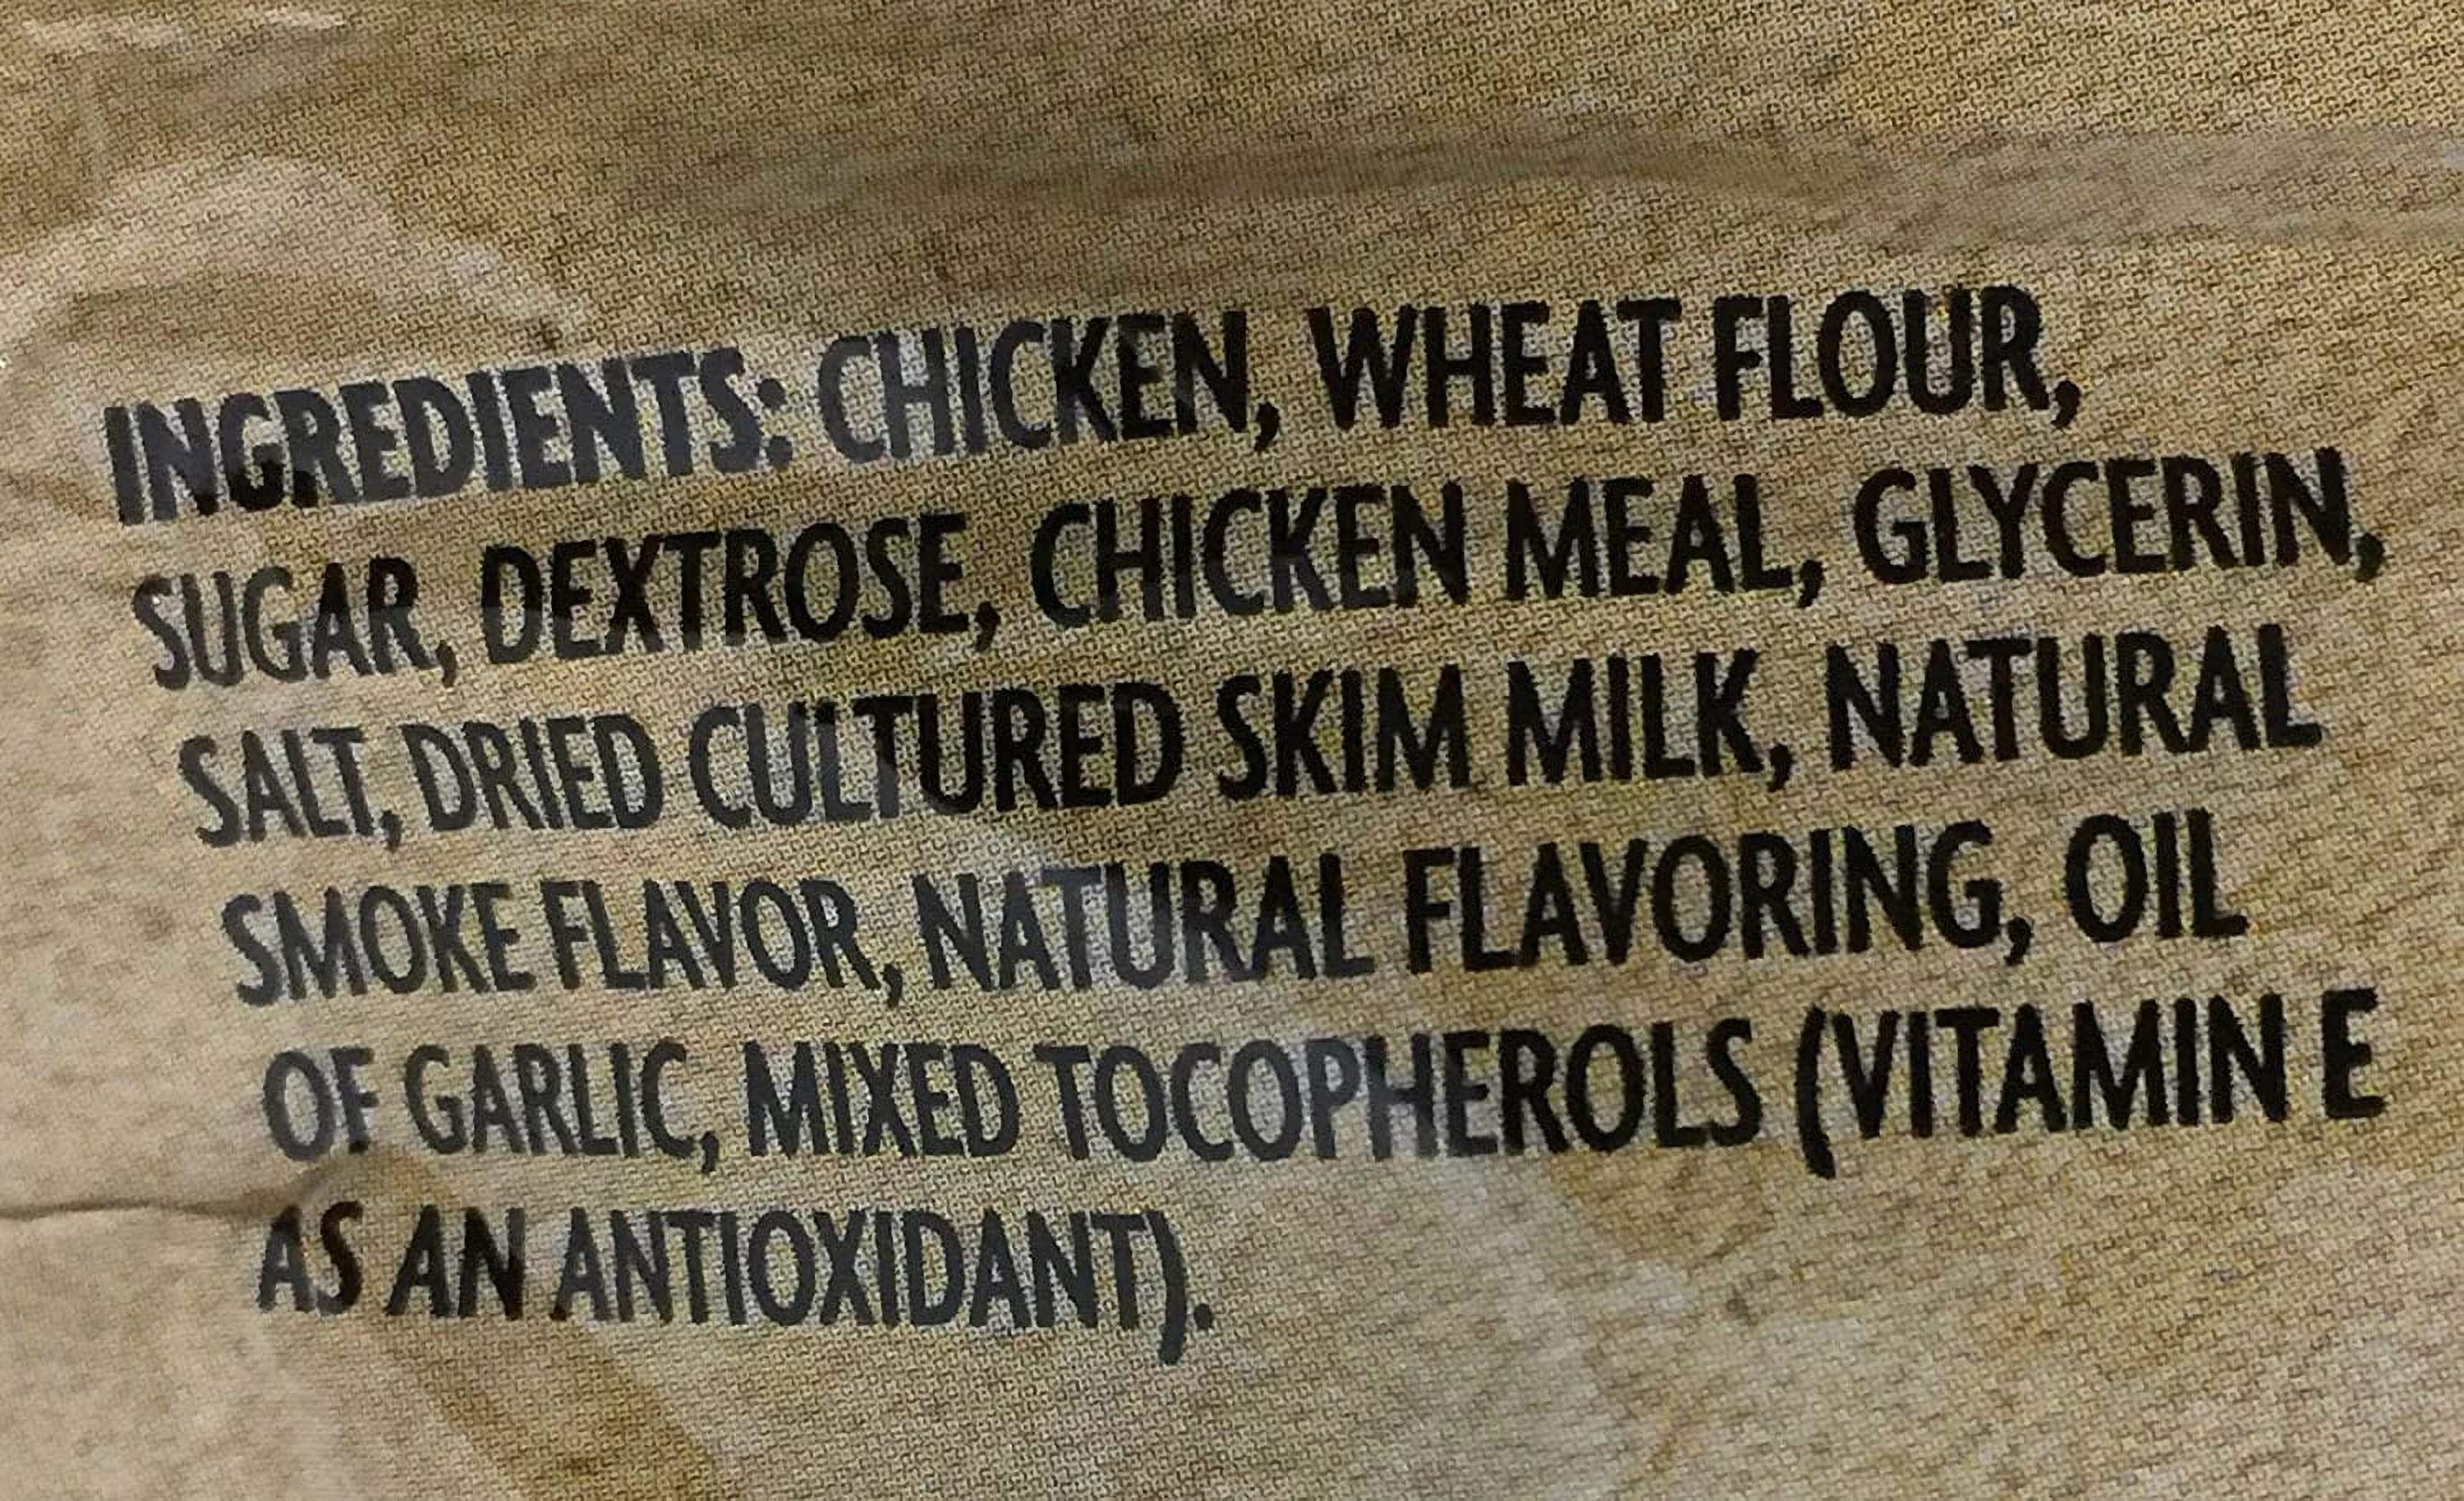 INGREDIENTS: CHICKEN, WHEAT FLOUR,
SUGAR, DEXTROSE, CHICKEN MEAL, GLYCERIN,
SALT, DRIED CULTURED SKIM MILK, NATURAL
SMOKE FLAVOR, NATURAL FLAVORING, OIL
OF GARLIC, MIXED TOCOPHEROLS (VITAMIN E
AS AN ANTIOXIDANT).